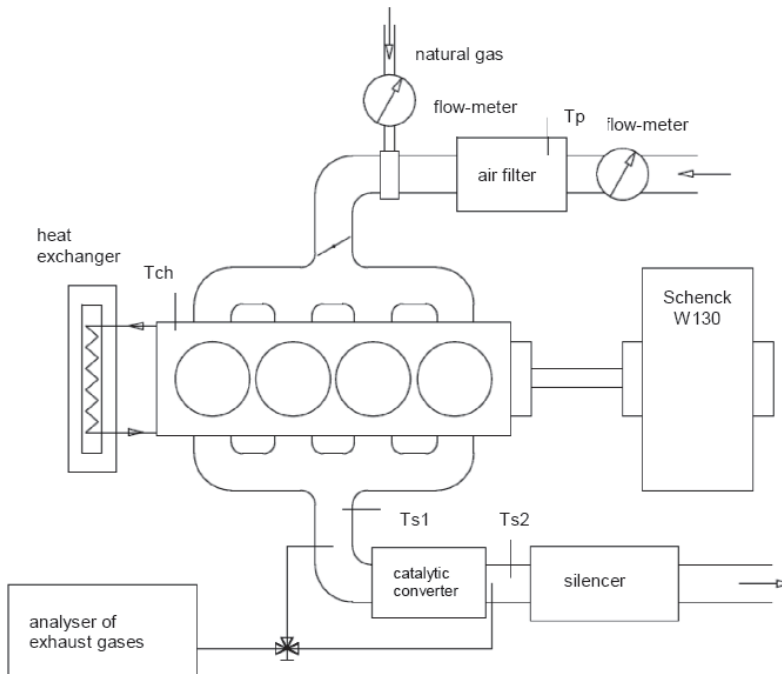 natural gas
flow-meter
Tp
flow-meter
air filter
heat
exchanger
Tch
Schenck
W130
Ts1
Ts2
catalytic
converter
silencer
analyser of
exhaust gases